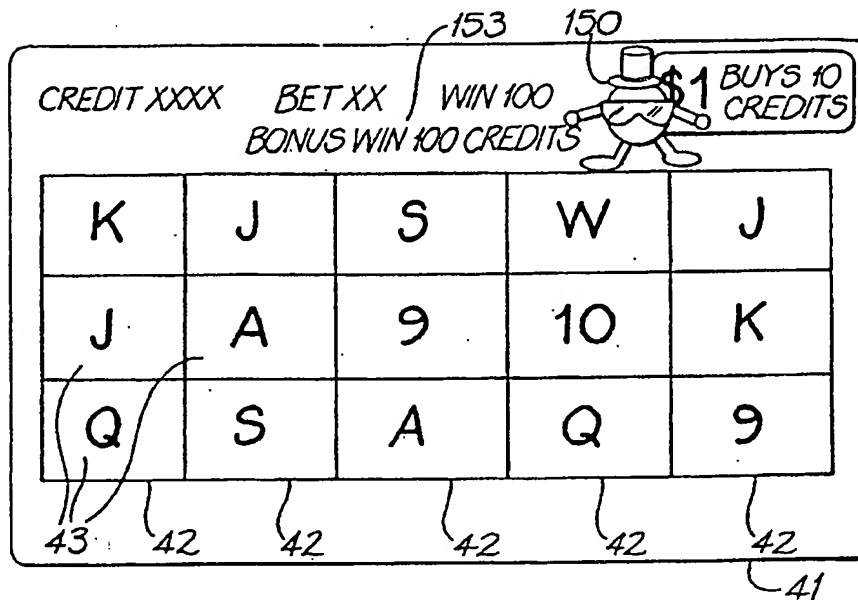 153 150
CREDIT XXXX BET XX WIN 100 $1 BUYS 10
BONUS WIN 100 CREDITS CREDITS
K J S W J
J A 9 10 K
Q S A Q 9
43 42 42 42 42 42
41